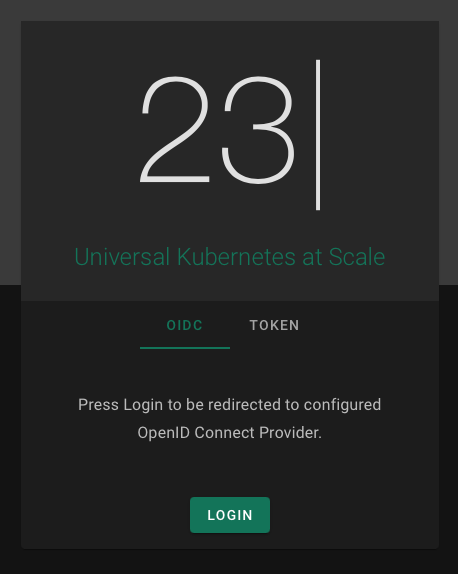 23|
Universal Kubernetes at Scale
OIDC TOKEN
Press Login to be redirected to configured
OpenID Connect Provider.
LOGIN